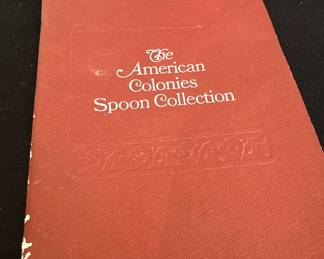 The
American
Colonies
Spoon Collection